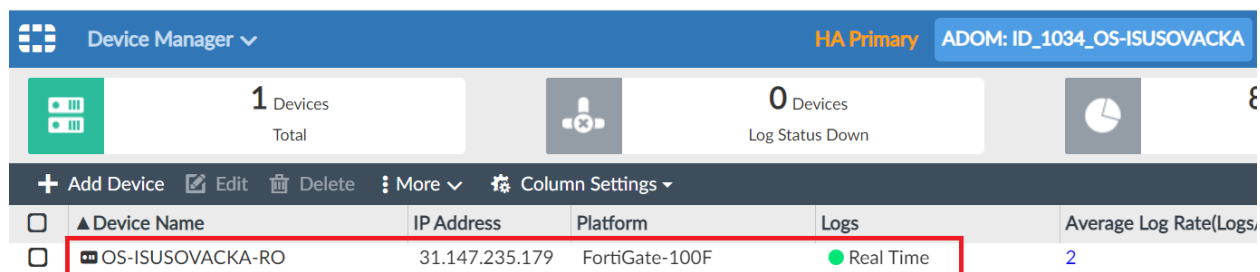 Device Manager HA Primary ADOM: ID_1034_OS-ISUSOVACKA
1 Devices 0 Devices 8
Total Log Status Down
Add Device Edit Delete More Column Settings
Device Name IP Address Platform Logs Average Log Rate(Logs/
OS-ISUSOVACKA-RO 31.147.235.179 FortiGate-100F Real Time 2